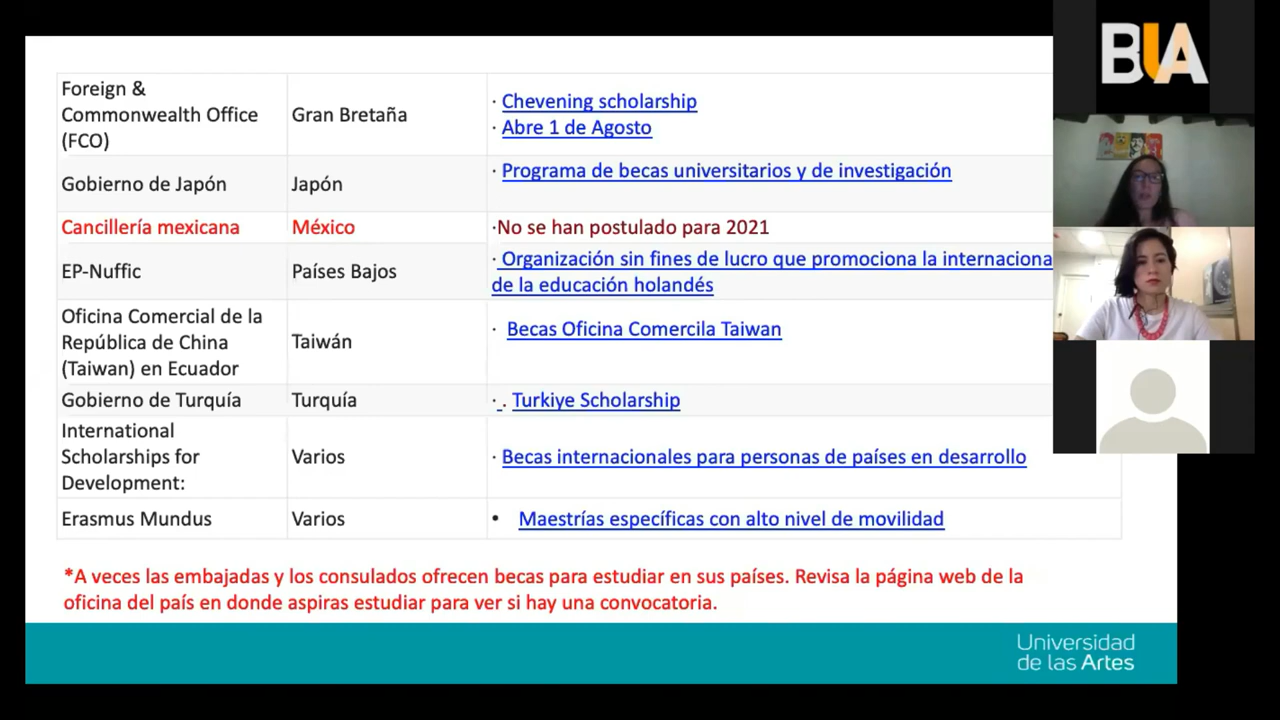 Foreign &
Commonwealth Office
(FCO)
Gran Bretaña
· Chevening scholarship
· Abre 1 de Agosto
Gobierno de Japón
Japón
· Programa de becas universitarios y de investigación
Cancillería mexicana
México
·No se han postulado para 2021
EP-Nuffic
Países Bajos
· Organización sin fines de lucro que promociona la internaciona
de la educación holandés
Oficina Comercial de la
República de China
(Taiwan) en Ecuador
Taiwán
· Becas Oficina Comercila Taiwan
Gobierno de Turquía
Turquía
· . Turkiye Scholarship
International
Scholarships for
Development:
Varios
· Becas internacionales para personas de países en desarrollo
Erasmus Mundus
Varios
• Maestrías específicas con alto nivel de movilidad
*A veces las embajadas y los consulados ofrecen becas para estudiar en sus países. Revisa la página web de la
oficina del país en donde aspiras estudiar para ver si hay una convocatoria.
Universidad
de las Artes
BUA